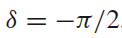 δ = −π/2.